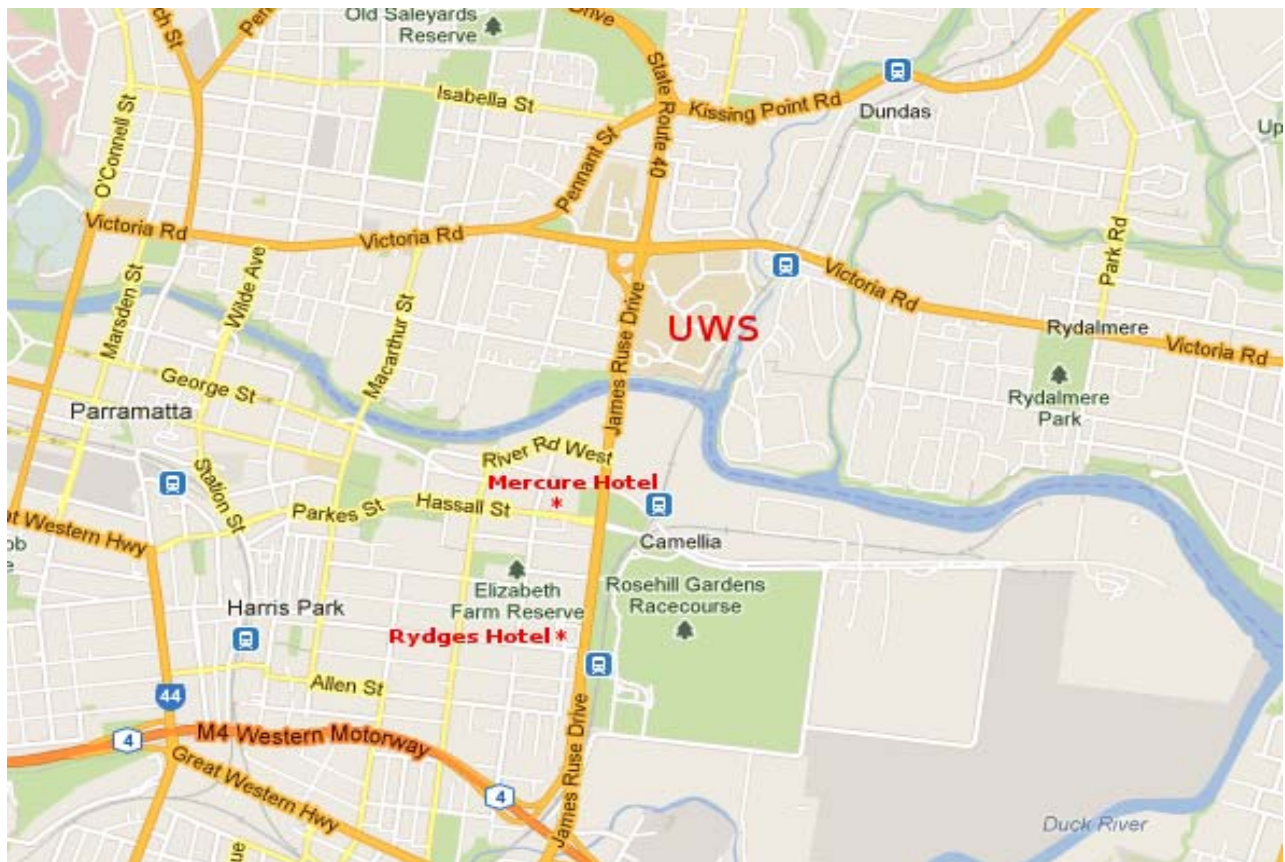 Old Saleyards
Reserve
Drive
State Route 40
Isabella St
Kissing Point Rd
Dundas
Up
O'Connell St
Pennant St
Victoria Rd
Victoria Rd
Victoria Rd
Park Rd
Marsden St
Wilde Ave
Macarthur St
James Ruse Drive
UWS
Rydalmere
Victoria Rd
Rydalmere
Park
George St
Parramatta
River Rd West
Mercure Hotel
*
Station St
Parkes St
Hassall St
Camellia
Western Hwy
Elizabeth
Farm Reserve
Rosehill Gardens
Racecourse
Harris Park
Rydges Hotel *
Allen St
44
M4 Western Motorway
4
4
Great Western Hwy
James Ruse Drive
Duck River